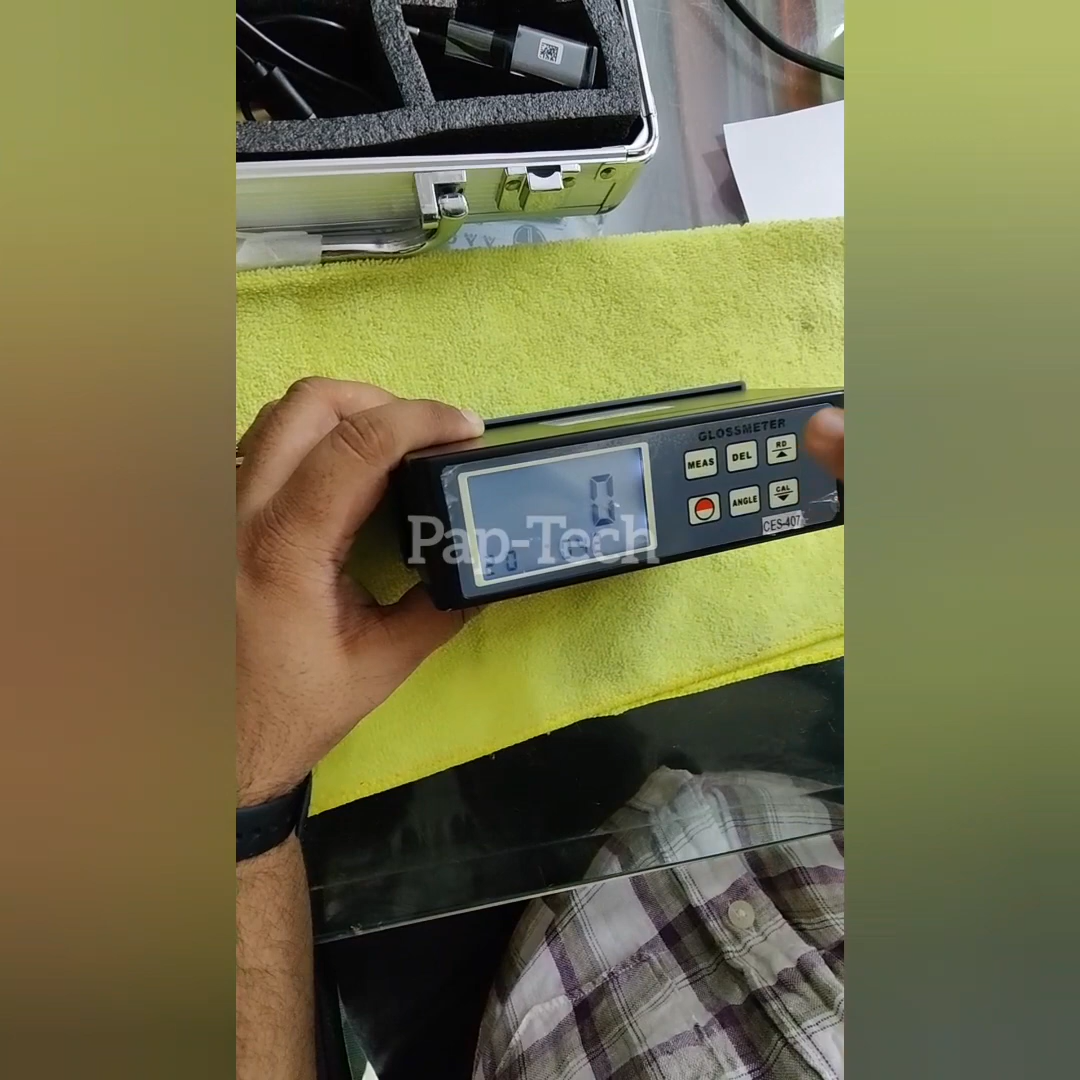 GLOSSMETER
MEAS
DEL
RD
ANGLE
CAL
CES-407
0
Pap-Tech